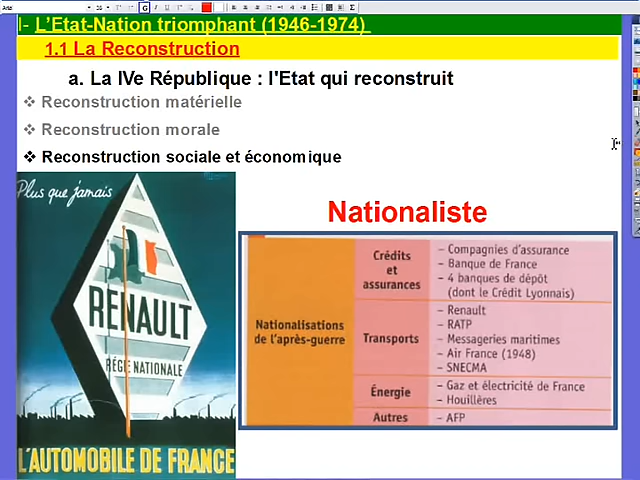 I- L'Etat-Nation triomphant (1946-1974)
1.1 La Reconstruction
a. La IVe République : l'Etat qui reconstruit
❖ Reconstruction matérielle
❖ Reconstruction morale
❖ Reconstruction sociale et économique
Plus que jamais
RENAULT
RÉGIE NATIONALE
L'AUTOMOBILE DE FRANCE
Nationaliste
Nationalisations
de l'après-guerre
Crédits
et
assurances
– Compagnies d'assurance
– Banque de France
– 4 banques de dépôt
(dont le Crédit Lyonnais)
Transports
– Renault
– RATP
– Messageries maritimes
– Air France (1948)
– SNECMA
Énergie
– Gaz et électricité de France
– Houillères
Autres
– AFP